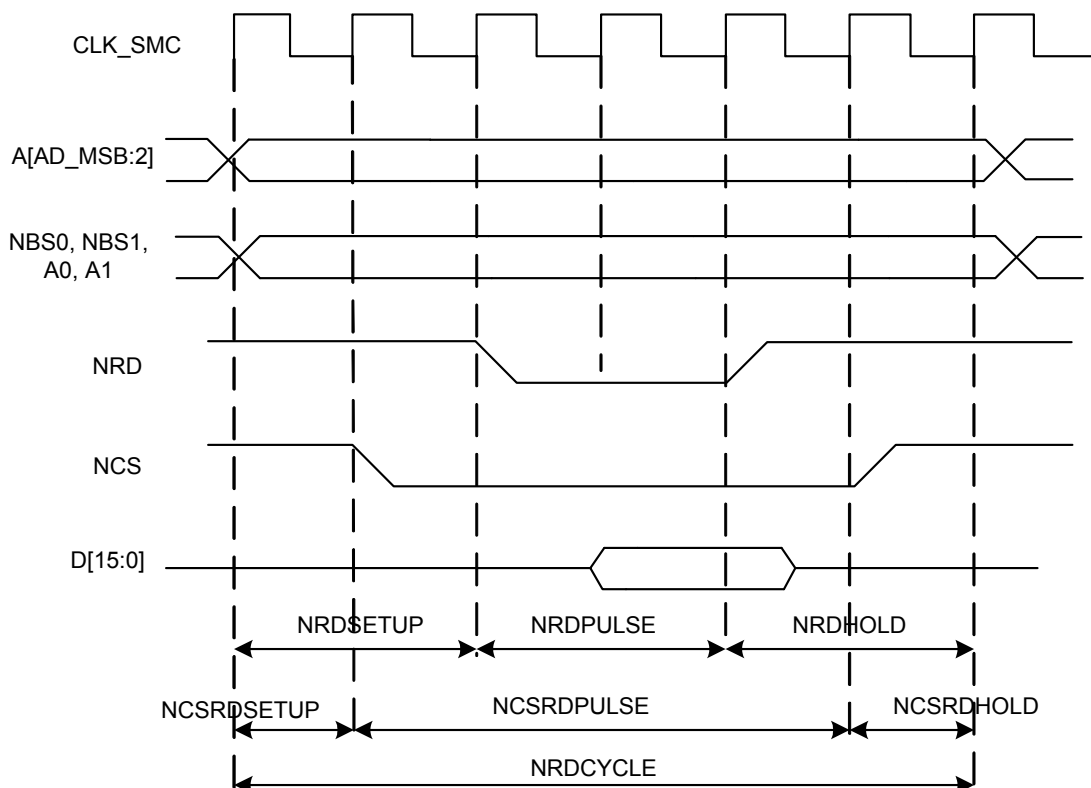 CLK_SMC
A[AD_MSB:2]
NBS0, NBS1,
A0, A1
NRD
NCS
D[15:0]
NRDSETUP NRDPULSE NRDHOLD
NCSRDSETUP NCSRDPULSE NCSRDHOLD
NRDCYCLE